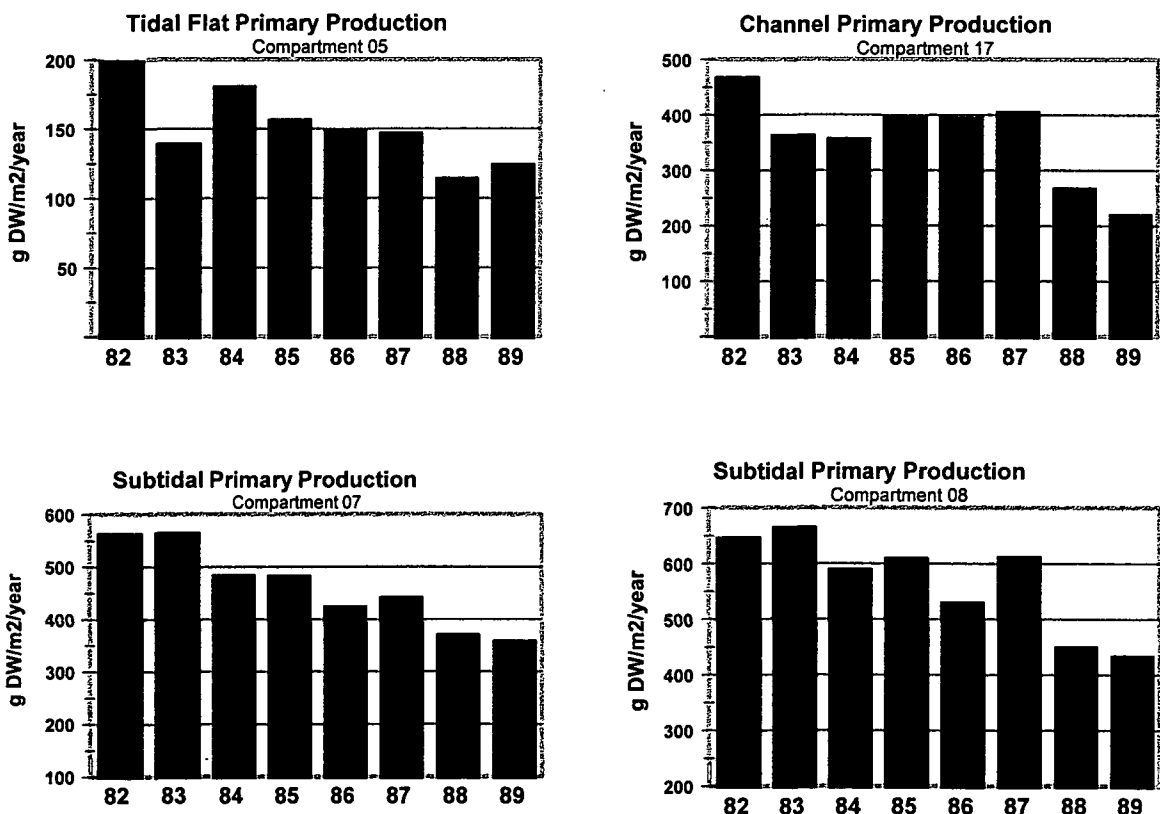 Tidal Flat Primary Production
Compartment 05
g DW/m2/year
200
150
100
50
82 83 84 85 86 87 88 89
Channel Primary Production
Compartment 17
g DW/m2/year
500
400
300
200
100
82 83 84 85 86 87 88 89
Subtidal Primary Production
Compartment 07
g DW/m2/year
600
500
400
300
200
100
82 83 84 85 86 87 88 89
Subtidal Primary Production
Compartment 08
g DW/m2/year
700
600
500
400
300
200
82 83 84 85 86 87 88 89